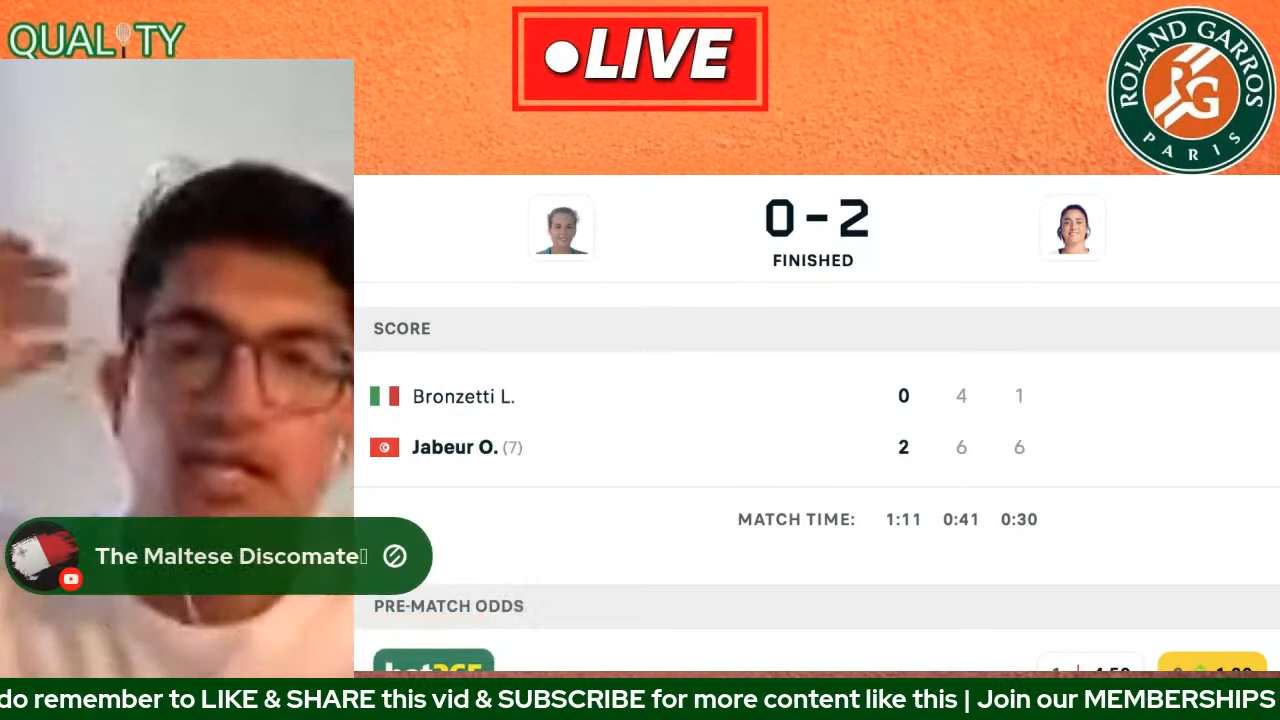 QUALITY
LIVE
ROLAND GARROS
RG
PARIS
0 - 2
FINISHED
SCORE
Bronzetti L. 0 4 1
Jabeur O. (7) 2 6 6
MATCH TIME: 1:11 0:41 0:30
The Maltese Discomate
PRE-MATCH ODDS
bet365
do remember to LIKE & SHARE this vid & SUBSCRIBE for more content like this | Join our MEMBERSHIPS